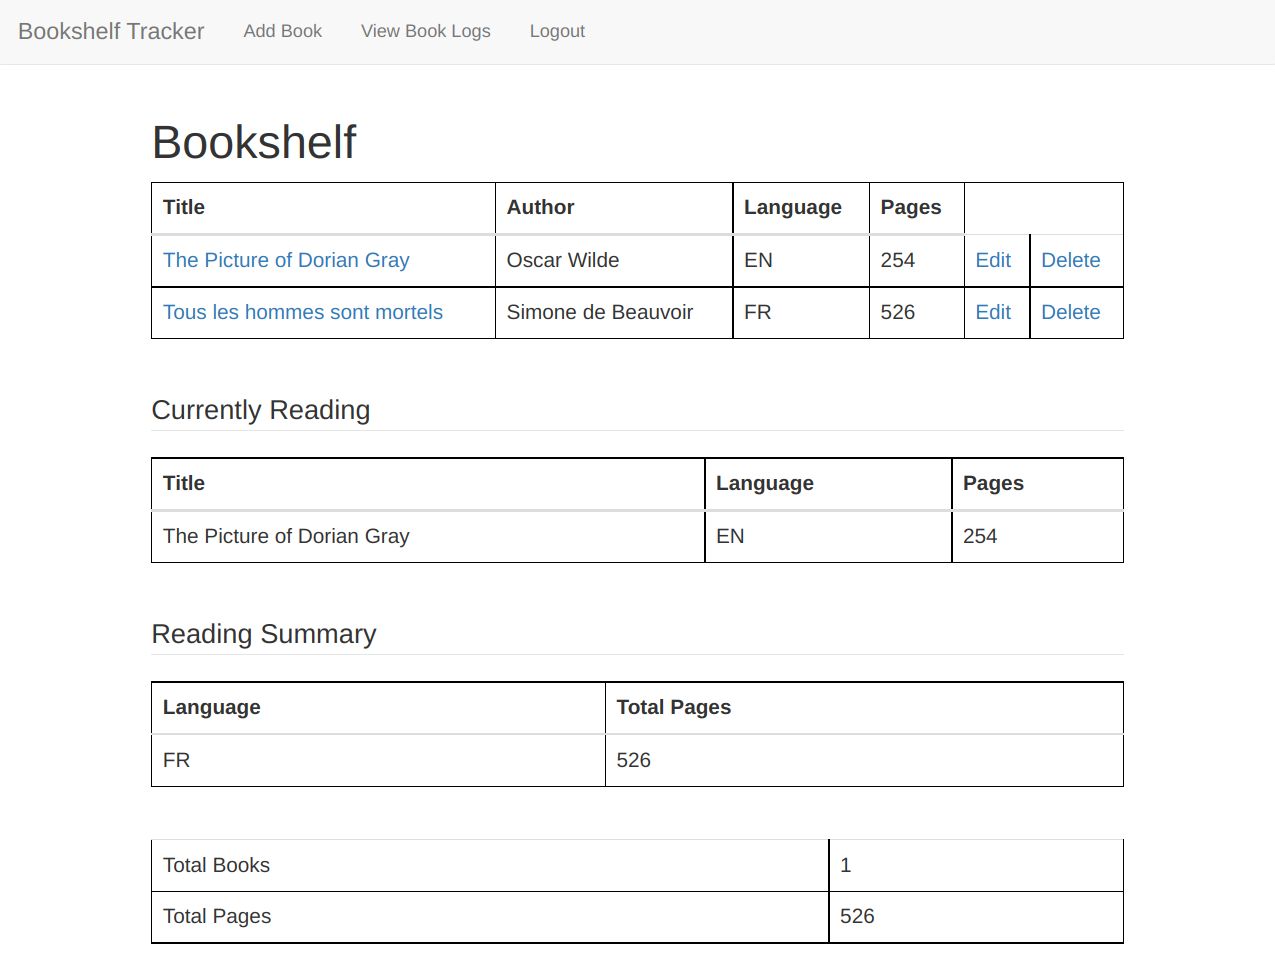 Bookshelf Tracker Add Book View Book Logs Logout
Bookshelf
Title Author Language Pages
The Picture of Dorian Gray Oscar Wilde EN 254 Edit Delete
Tous les hommes sont mortels Simone de Beauvoir FR 526 Edit Delete
Currently Reading
Title Language Pages
The Picture of Dorian Gray EN 254
Reading Summary
Language Total Pages
FR 526
Total Books 1
Total Pages 526